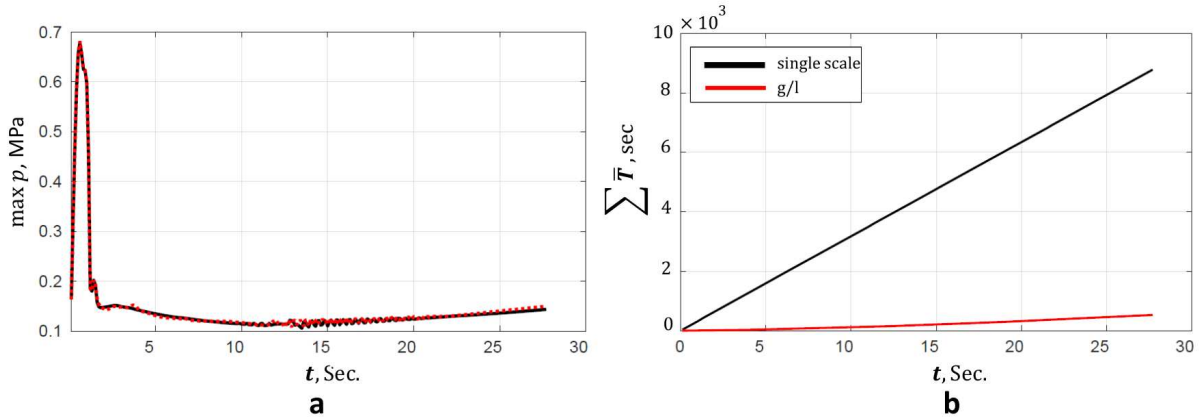 0.7
0.6
0.5
0.4
0.3
0.2
0.1
max p, MPa
5
10
15
20
25
30
t, Sec.
a
10 × 10³
8
6
4
2
0
∑ T̿, sec
single scale
g/l
0
5
10
15
20
25
30
t, Sec.
b